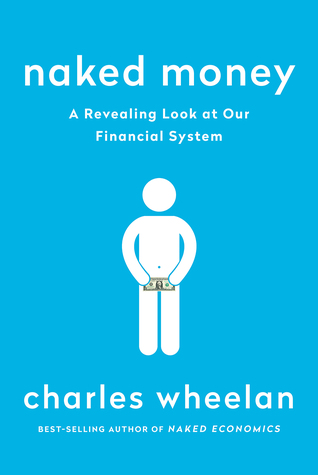 naked money
A Revealing Look at Our
Financial System
charles wheelan
BEST-SELLING AUTHOR OF NAKED ECONOMICS